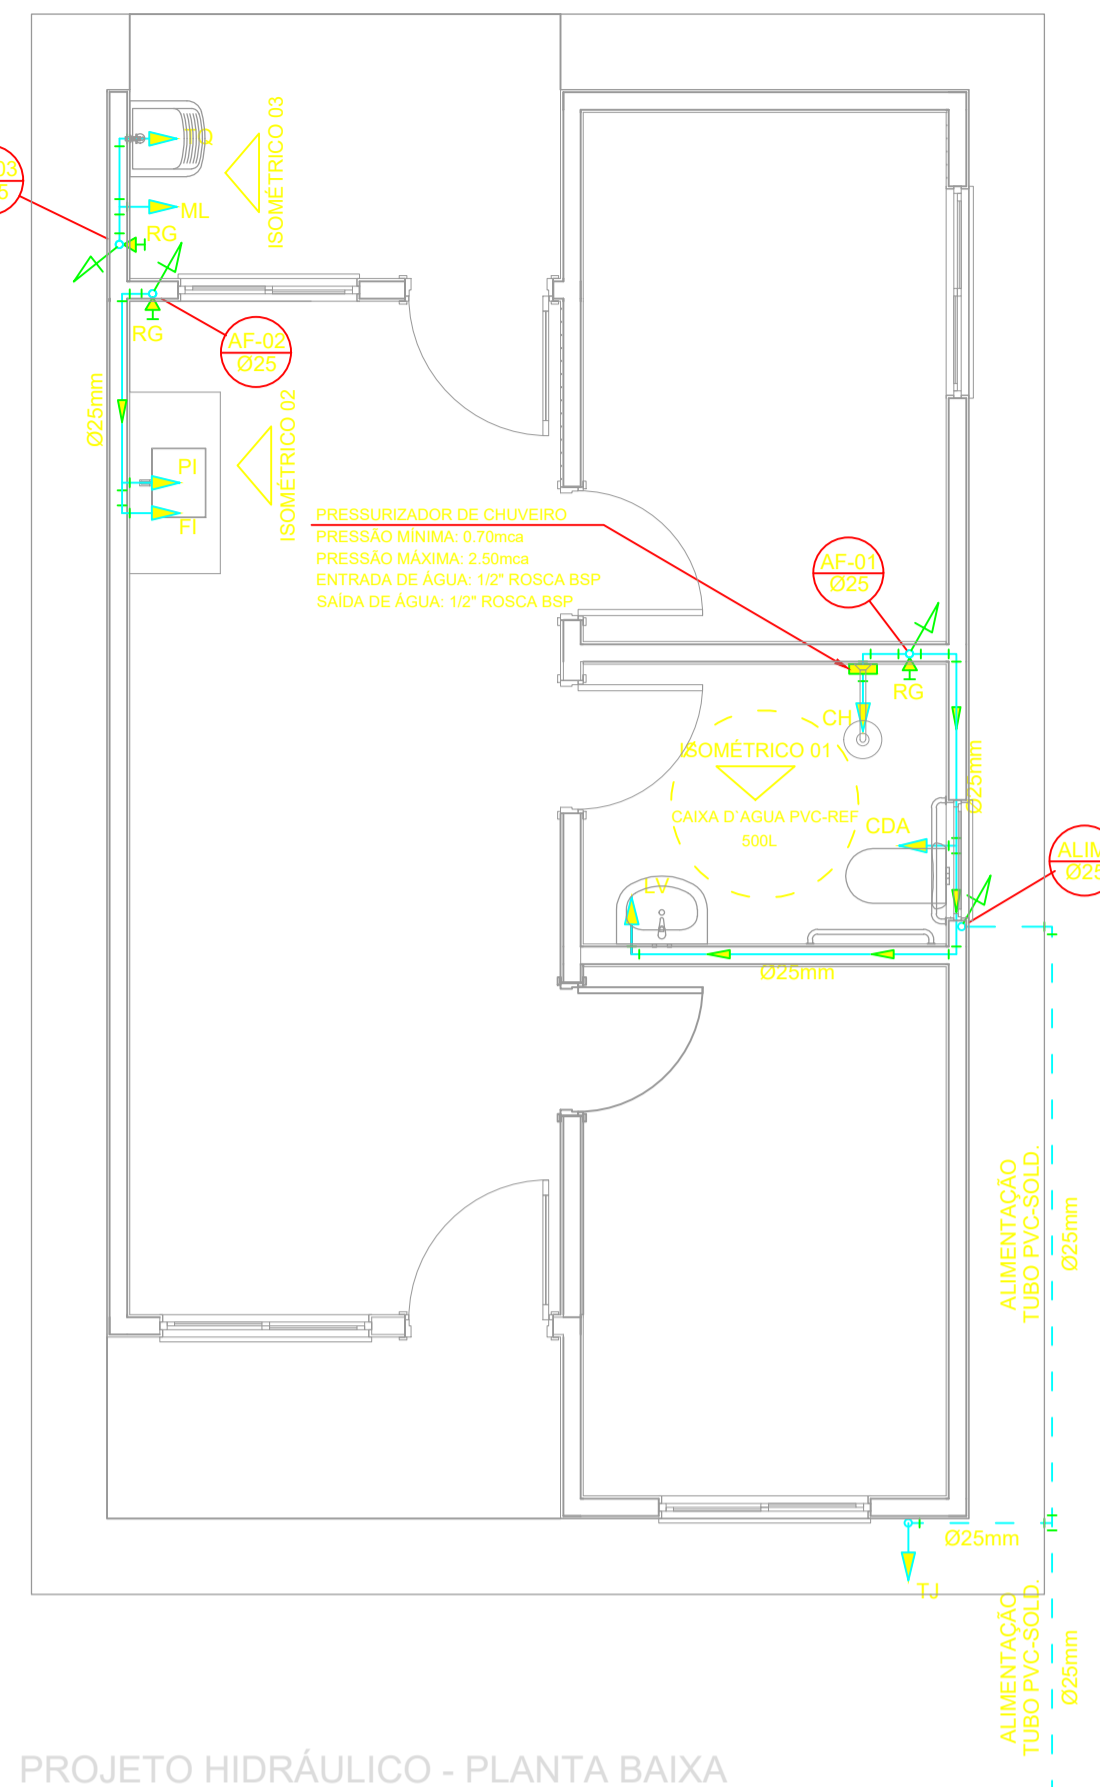 ISOMÉTRICO 03
ML
RG
RG
AF-02
Ø25
Ø25mm
ISOMÉTRICO 02
PI
FI
PRESSURIZADOR DE CHUVEIRO
PRESSÃO MÍNIMA: 0.70mca
PRESSÃO MÁXIMA: 2.50mca
ENTRADA DE ÁGUA: 1/2" ROSCA BSP
SAÍDA DE ÁGUA: 1/2" ROSCA BSP
AF-01
Ø25
RG
CH
ISOMÉTRICO 01
Ø25mm
CAIXA D´AGUA PVC-REF
500L
CDA
LV
Ø25mm
ALIMENTAÇÃO
TUBO PVC-SOLD.
Ø25mm
Ø25mm
TJ
ALIMENTAÇÃO
TUBO PVC-SOLD.
Ø25mm
PROJETO HIDRÁULICO - PLANTA BAIXA